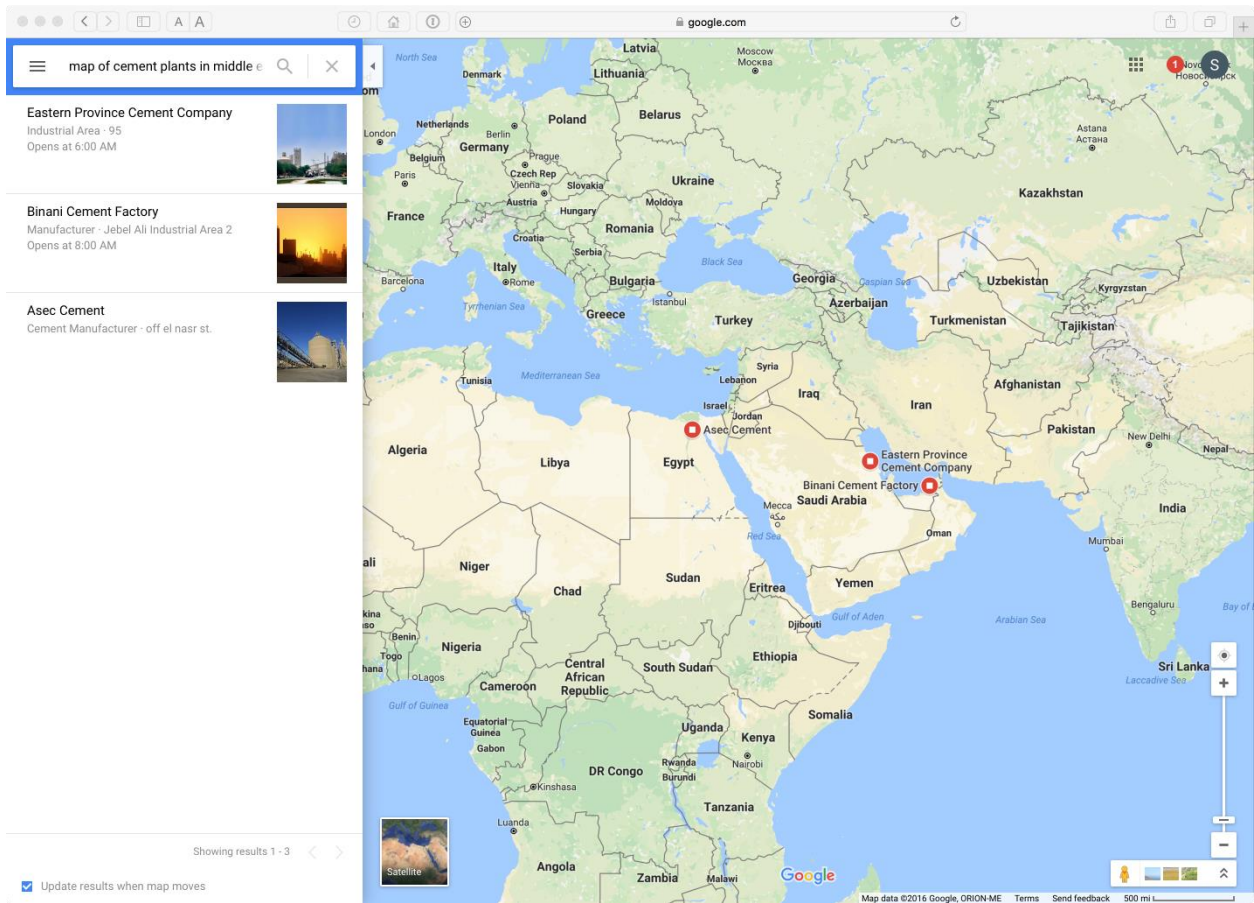 A A
google.com
map of cement plants in middle e
Eastern Province Cement Company
Industrial Area · 95
Opens at 6:00 AM
Binani Cement Factory
Manufacturer · Jebel Ali Industrial Area 2
Opens at 8:00 AM
Asec Cement
Cement Manufacturer · off el nasr st.
Showing results 1 - 3
Update results when map moves
North Sea
Denmark
Latvia
Lithuania
Moscow
Москва
1
S
om
London
Netherlands
Berlin
Poland
Belarus
Belgium
Germany
Astana
Астана
Paris
Prague
Czech Rep
Vienna
Slovakia
Ukraine
Kazakhstan
France
Austria
Hungary
Moldova
Romania
Croatia
Serbia
Barcelona
Italy
Rome
Bulgaria
Black Sea
Georgia
Caspian Sea
Uzbekistan
Kyrgyzstan
Tyrrhenian Sea
Greece
Istanbul
Turkey
Azerbaijan
Turkmenistan
Tajikistan
Tunisia
Mediterranean Sea
Syria
Lebanon
Iraq
Iran
Afghanistan
Israel
Jordan
Asec Cement
Pakistan
New Delhi
Nepal
Algeria
Libya
Egypt
Eastern Province
Cement Company
Binani Cement Factory
Mecca
مكة
Saudi Arabia
India
Red Sea
Oman
Mumbai
ali
Niger
Chad
Sudan
Eritrea
Yemen
Gulf of Aden
Djibouti
Arabian Sea
Bengaluru
Bay of
kina
so
Benin
Togo
hana
Lagos
Nigeria
Central
African
Republic
South Sudan
Ethiopia
Sri Lanka
Laccadive Sea
Cameroon
Gulf of Guinea
Equatorial
Guinea
Gabon
Uganda
Kenya
Somalia
Nairobi
DR Congo
Rwanda
Burundi
Kinshasa
Tanzania
Luanda
Satellite
Angola
Zambia
Malawi
Google
Map data ©2016 Google, ORION-ME Terms Send feedback 500 mi